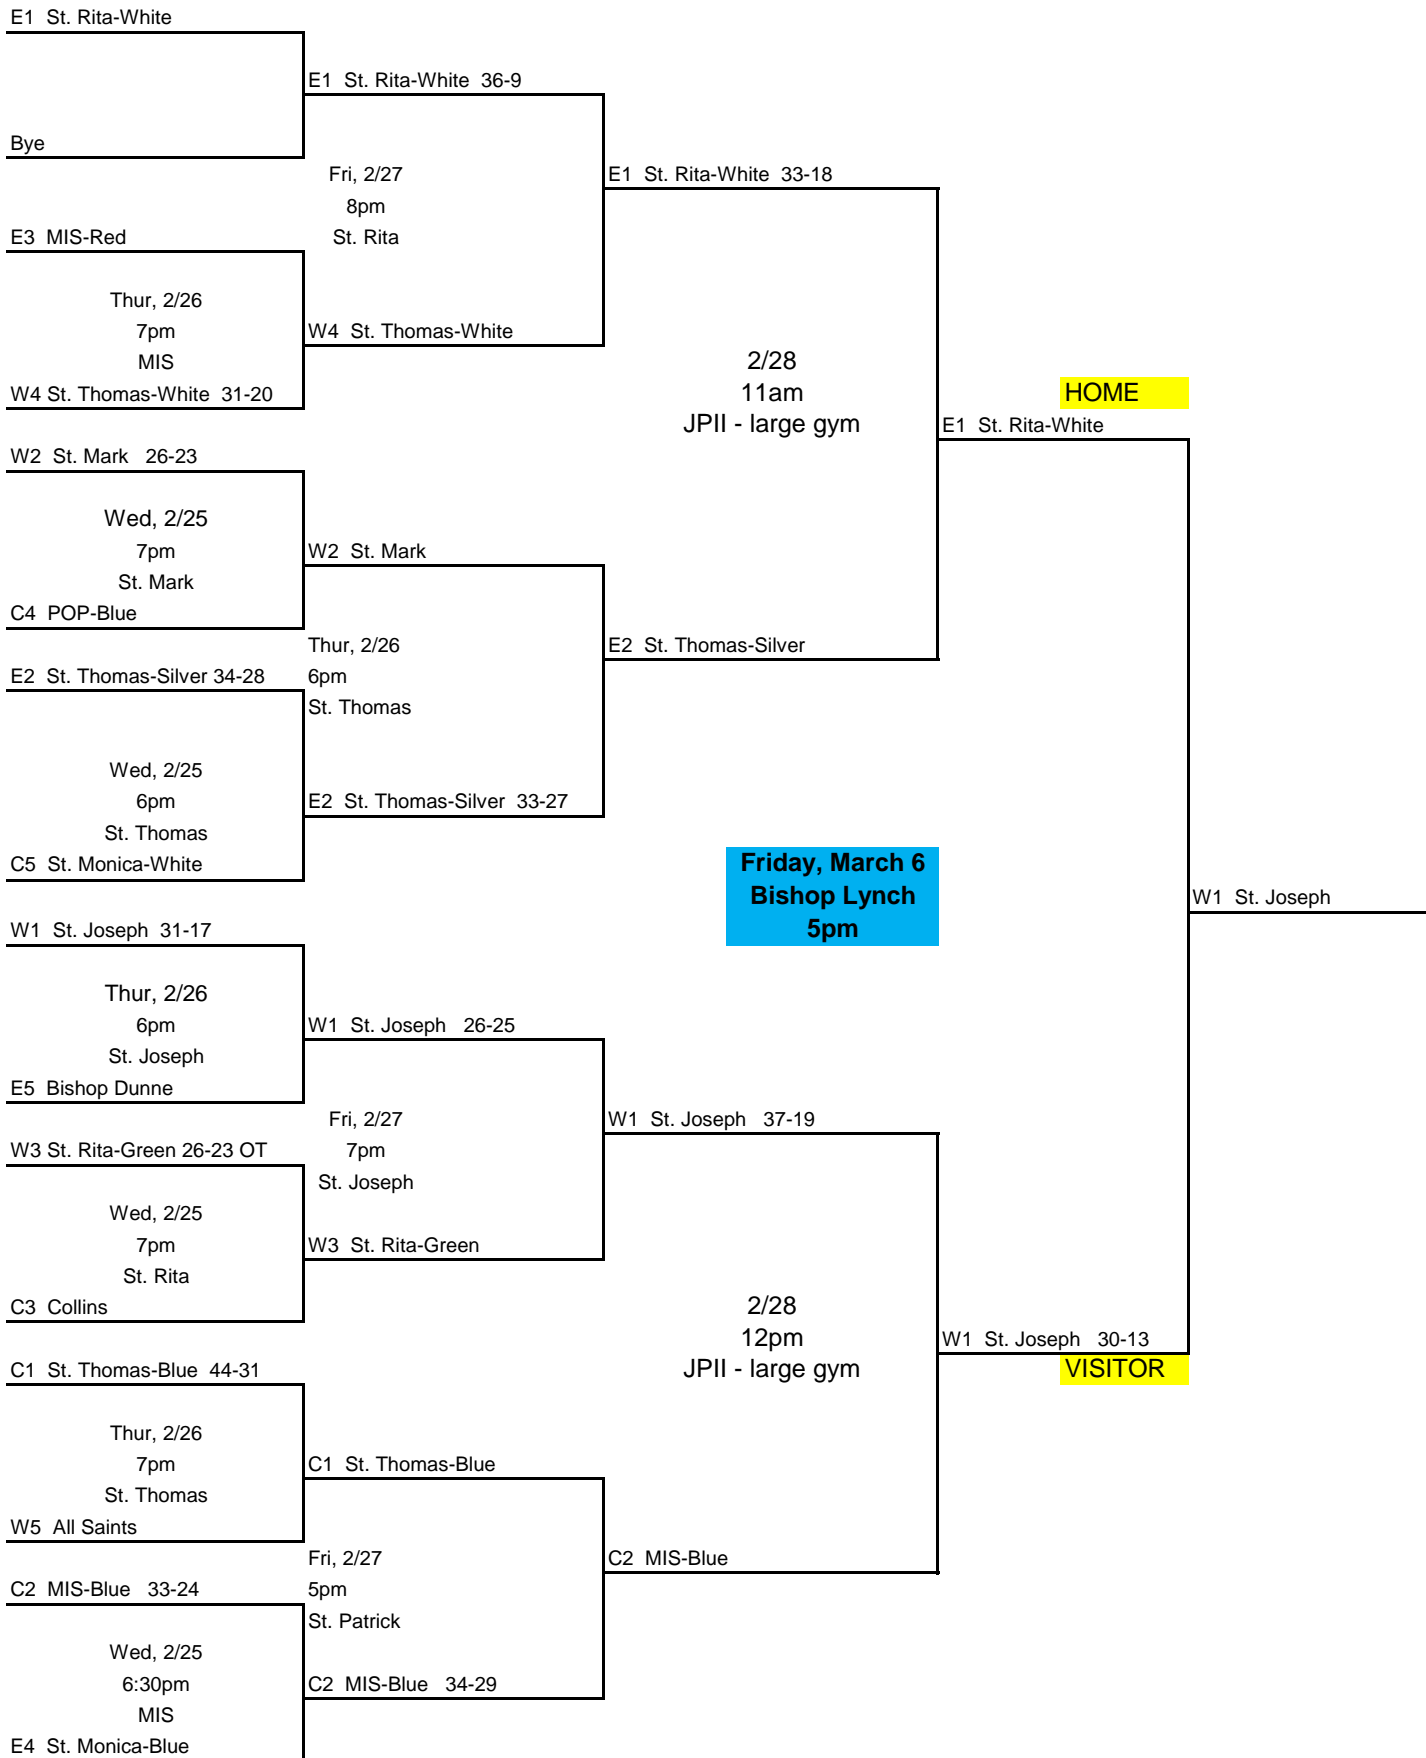 E1 St. Rita-White
E1 St. Rita-White 36-9
Bye
Fri, 2/27
8pm
St. Rita
E1 St. Rita-White 33-18
E3 MIS-Red
Thur, 2/26
7pm
MIS
W4 St. Thomas-White
W4 St. Thomas-White 31-20
2/28
11am
JPII - large gym
HOME
E1 St. Rita-White
W2 St. Mark 26-23
Wed, 2/25
7pm
St. Mark
W2 St. Mark
C4 POP-Blue
Thur, 2/26
6pm
St. Thomas
E2 St. Thomas-Silver
E2 St. Thomas-Silver 34-28
Wed, 2/25
6pm
St. Thomas
E2 St. Thomas-Silver 33-27
C5 St. Monica-White
Friday, March 6
Bishop Lynch
5pm
W1 St. Joseph
W1 St. Joseph 31-17
Thur, 2/26
6pm
St. Joseph
W1 St. Joseph 26-25
E5 Bishop Dunne
Fri, 2/27
7pm
St. Joseph
W1 St. Joseph 37-19
W3 St. Rita-Green 26-23 OT
Wed, 2/25
7pm
St. Rita
W3 St. Rita-Green
C3 Collins
2/28
12pm
JPII - large gym
W1 St. Joseph 30-13
VISITOR
C1 St. Thomas-Blue 44-31
Thur, 2/26
7pm
St. Thomas
C1 St. Thomas-Blue
W5 All Saints
Fri, 2/27
5pm
St. Patrick
C2 MIS-Blue
C2 MIS-Blue 33-24
Wed, 2/25
6:30pm
MIS
C2 MIS-Blue 34-29
E4 St. Monica-Blue